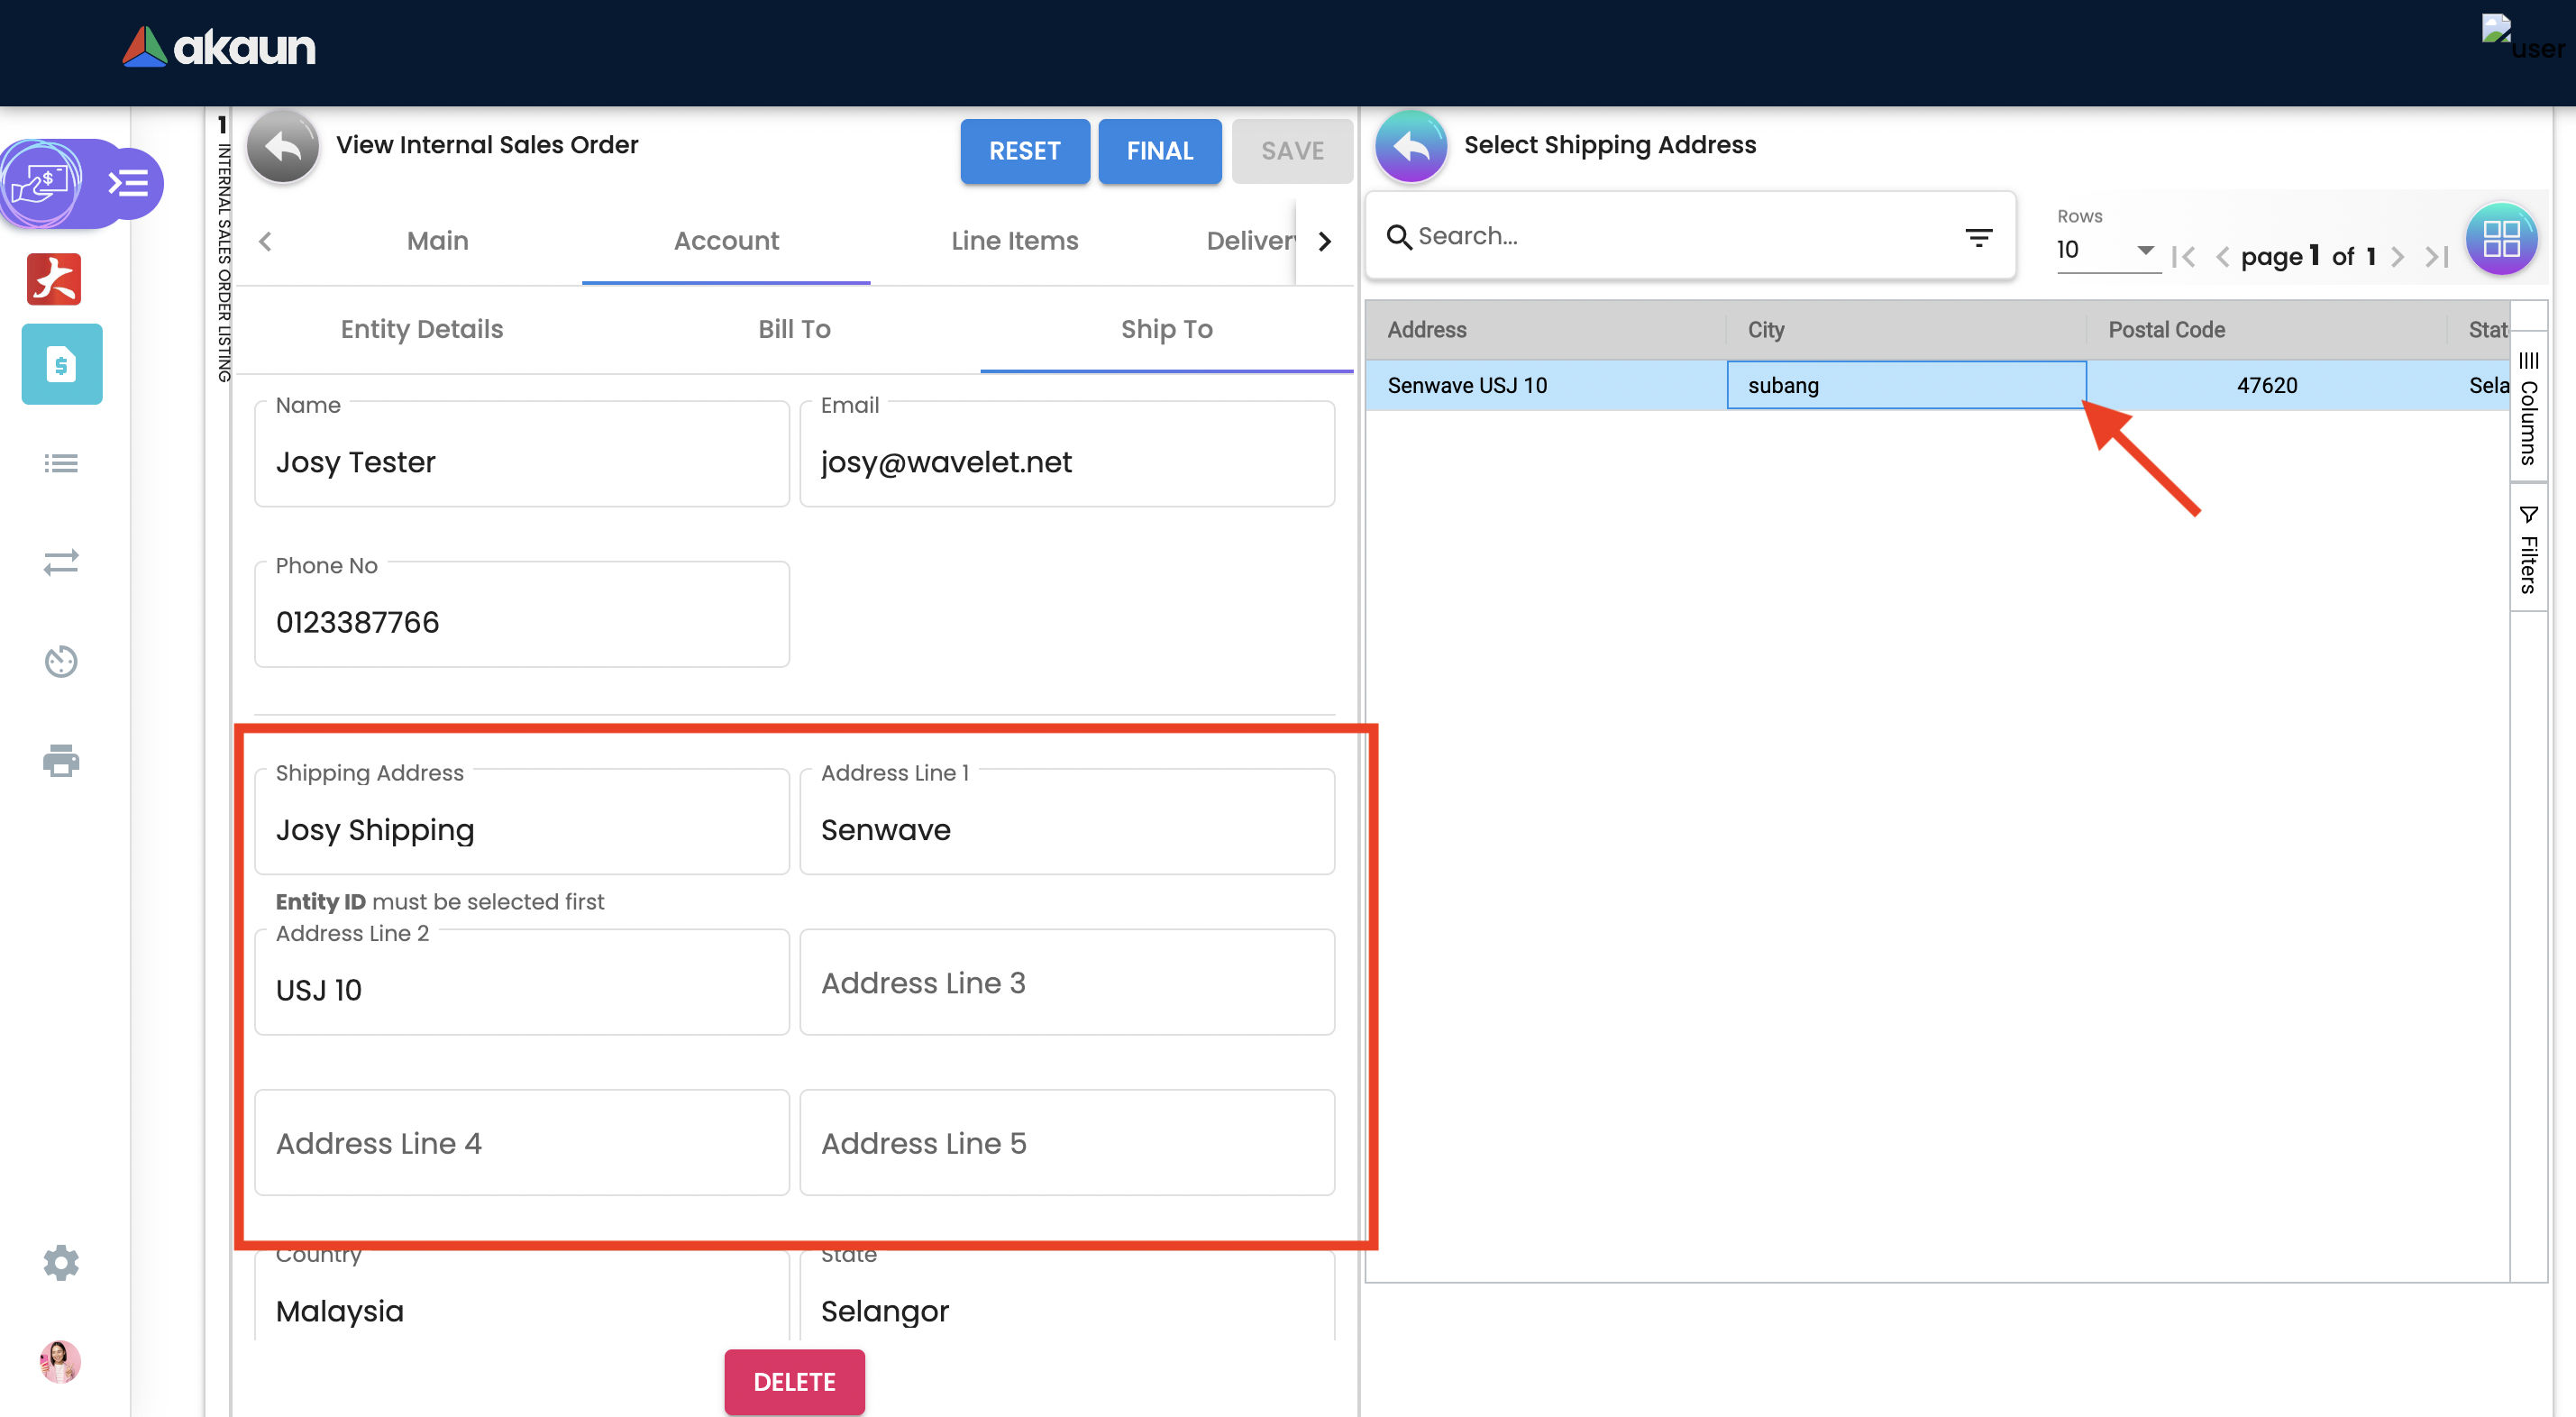 akaun
user
1 INTERNAL SALES ORDER LISTING
View Internal Sales Order
RESET
FINAL
SAVE
Main
Account
Line Items
Delivery
Entity Details
Bill To
Ship To
Name
Josy Tester
Email
josy@wavelet.net
Phone No
0123387766
Shipping Address
Josy Shipping
Address Line 1
Senwave
Entity ID must be selected first
Address Line 2
USJ 10
Address Line 3
Address Line 4
Address Line 5
Country
Malaysia
State
Selangor
DELETE
Select Shipping Address
Search...
Rows
10
page 1 of 1
Address City Postal Code Stat
Senwave USJ 10 subang 47620 Sela
Columns
Filters